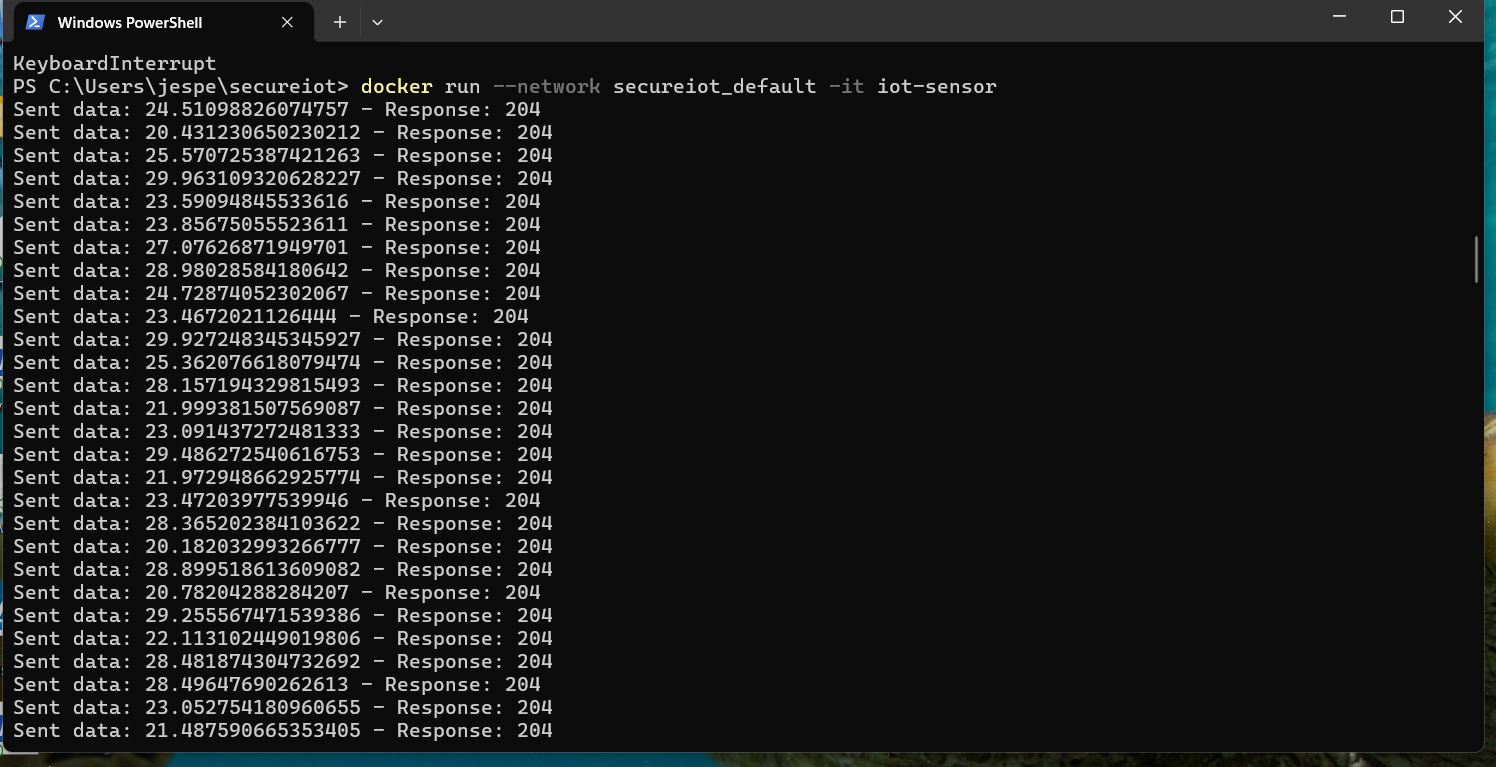 Windows PowerShell
KeyboardInterrupt
PS C:\Users\jespe\secureiot> docker run --network secureiot_default -it iot-sensor
Sent data: 24.51098826074757 - Response: 204
Sent data: 20.431230650230212 - Response: 204
Sent data: 25.570725387421263 - Response: 204
Sent data: 29.963109320628227 - Response: 204
Sent data: 23.59094845533616 - Response: 204
Sent data: 23.85675055523611 - Response: 204
Sent data: 27.07626871949701 - Response: 204
Sent data: 28.98028584180642 - Response: 204
Sent data: 24.72874052302067 - Response: 204
Sent data: 23.4672021126444 - Response: 204
Sent data: 29.927248345345927 - Response: 204
Sent data: 25.362076618079474 - Response: 204
Sent data: 28.157194329815493 - Response: 204
Sent data: 21.999381507569087 - Response: 204
Sent data: 23.091437272481333 - Response: 204
Sent data: 29.486272540616753 - Response: 204
Sent data: 21.972948662925774 - Response: 204
Sent data: 23.47203977539946 - Response: 204
Sent data: 28.365202384103622 - Response: 204
Sent data: 20.182032993266777 - Response: 204
Sent data: 28.899518613609082 - Response: 204
Sent data: 20.78204288284207 - Response: 204
Sent data: 29.255567471539386 - Response: 204
Sent data: 22.113102449019806 - Response: 204
Sent data: 28.481874304732692 - Response: 204
Sent data: 28.49647690262613 - Response: 204
Sent data: 23.052754180960655 - Response: 204
Sent data: 21.487590665353405 - Response: 204